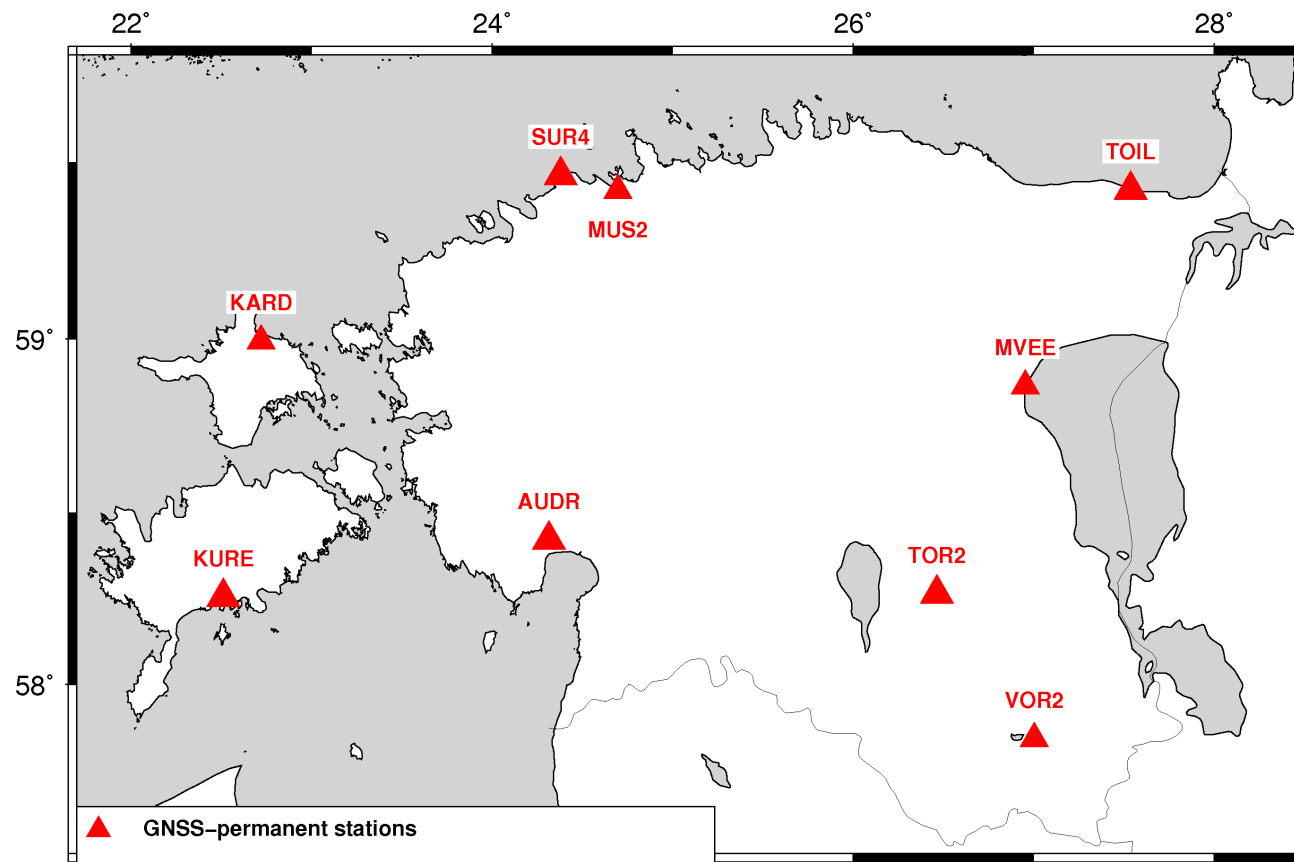 22°
24°
26°
28°
SUR4
TOIL
MUS2
KARD
59°
MVEE
AUDR
KURE
TOR2
58°
VOR2
GNSS-permanent stations